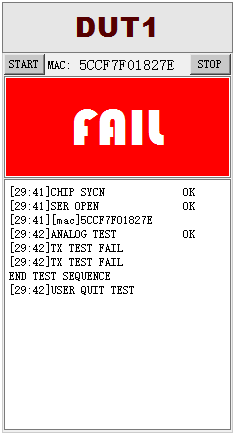 DUT1
START MAC: 5CCF7F01827E STOP
FAIL
[29:41]CHIP SYCN OK
[29:41]SER OPEN OK
[29:41][mac]5CCF7F01827E
[29:42]ANALOG TEST OK
[29:42]TX TEST FAIL
[29:42]TX TEST FAIL
END TEST SEQUENCE
[29:42]USER QUIT TEST